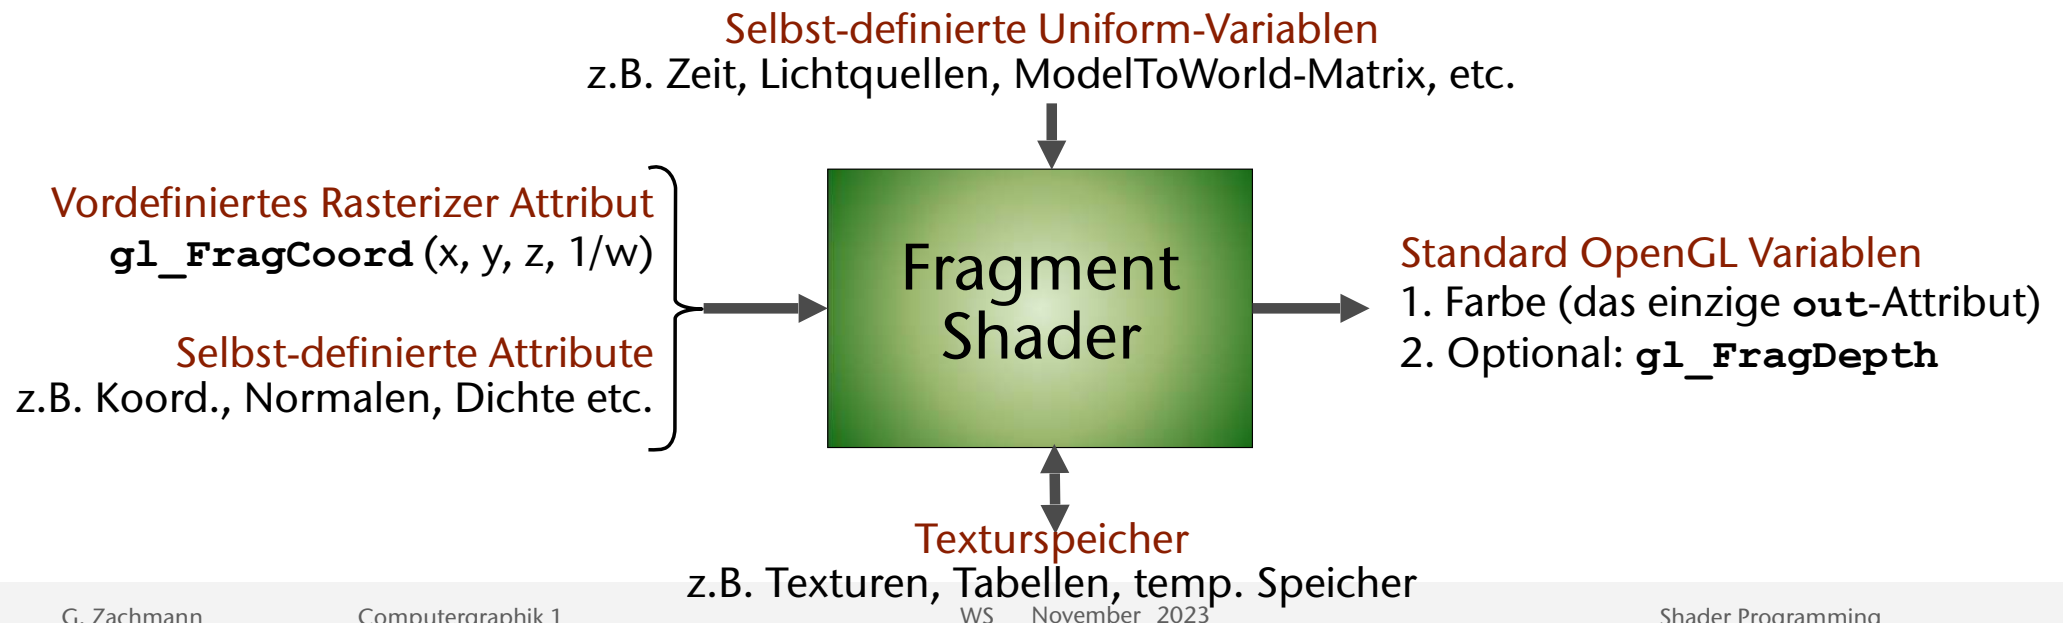 Selbst-definierte Uniform-Variablen
z.B. Zeit, Lichtquellen, ModelToWorld-Matrix, etc.
Vordefiniertes Rasterizer Attribut
gl_FragCoord (x, y, z, 1/w)
Selbst-definierte Attribute
z.B. Koord., Normalen, Dichte etc.
Fragment
Shader
Standard OpenGL Variablen
1. Farbe (das einzige out-Attribut)
2. Optional: gl_FragDepth
Texturspeicher
z.B. Texturen, Tabellen, temp. Speicher
G. Zachmann Computergraphik 1 WS November 2023 Shader Programming